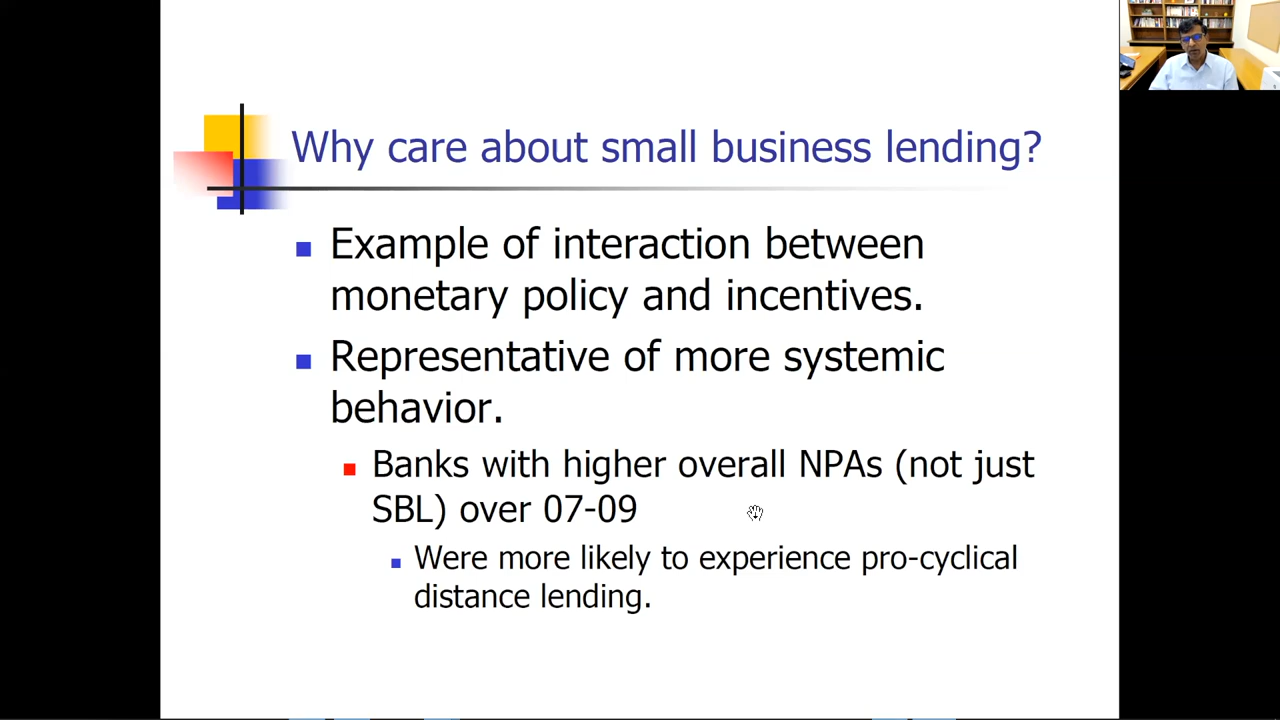 Why care about small business lending?
Example of interaction between
monetary policy and incentives.
Representative of more systemic
behavior.
Banks with higher overall NPAs (not just
SBL) over 07-09
Were more likely to experience pro-cyclical
distance lending.